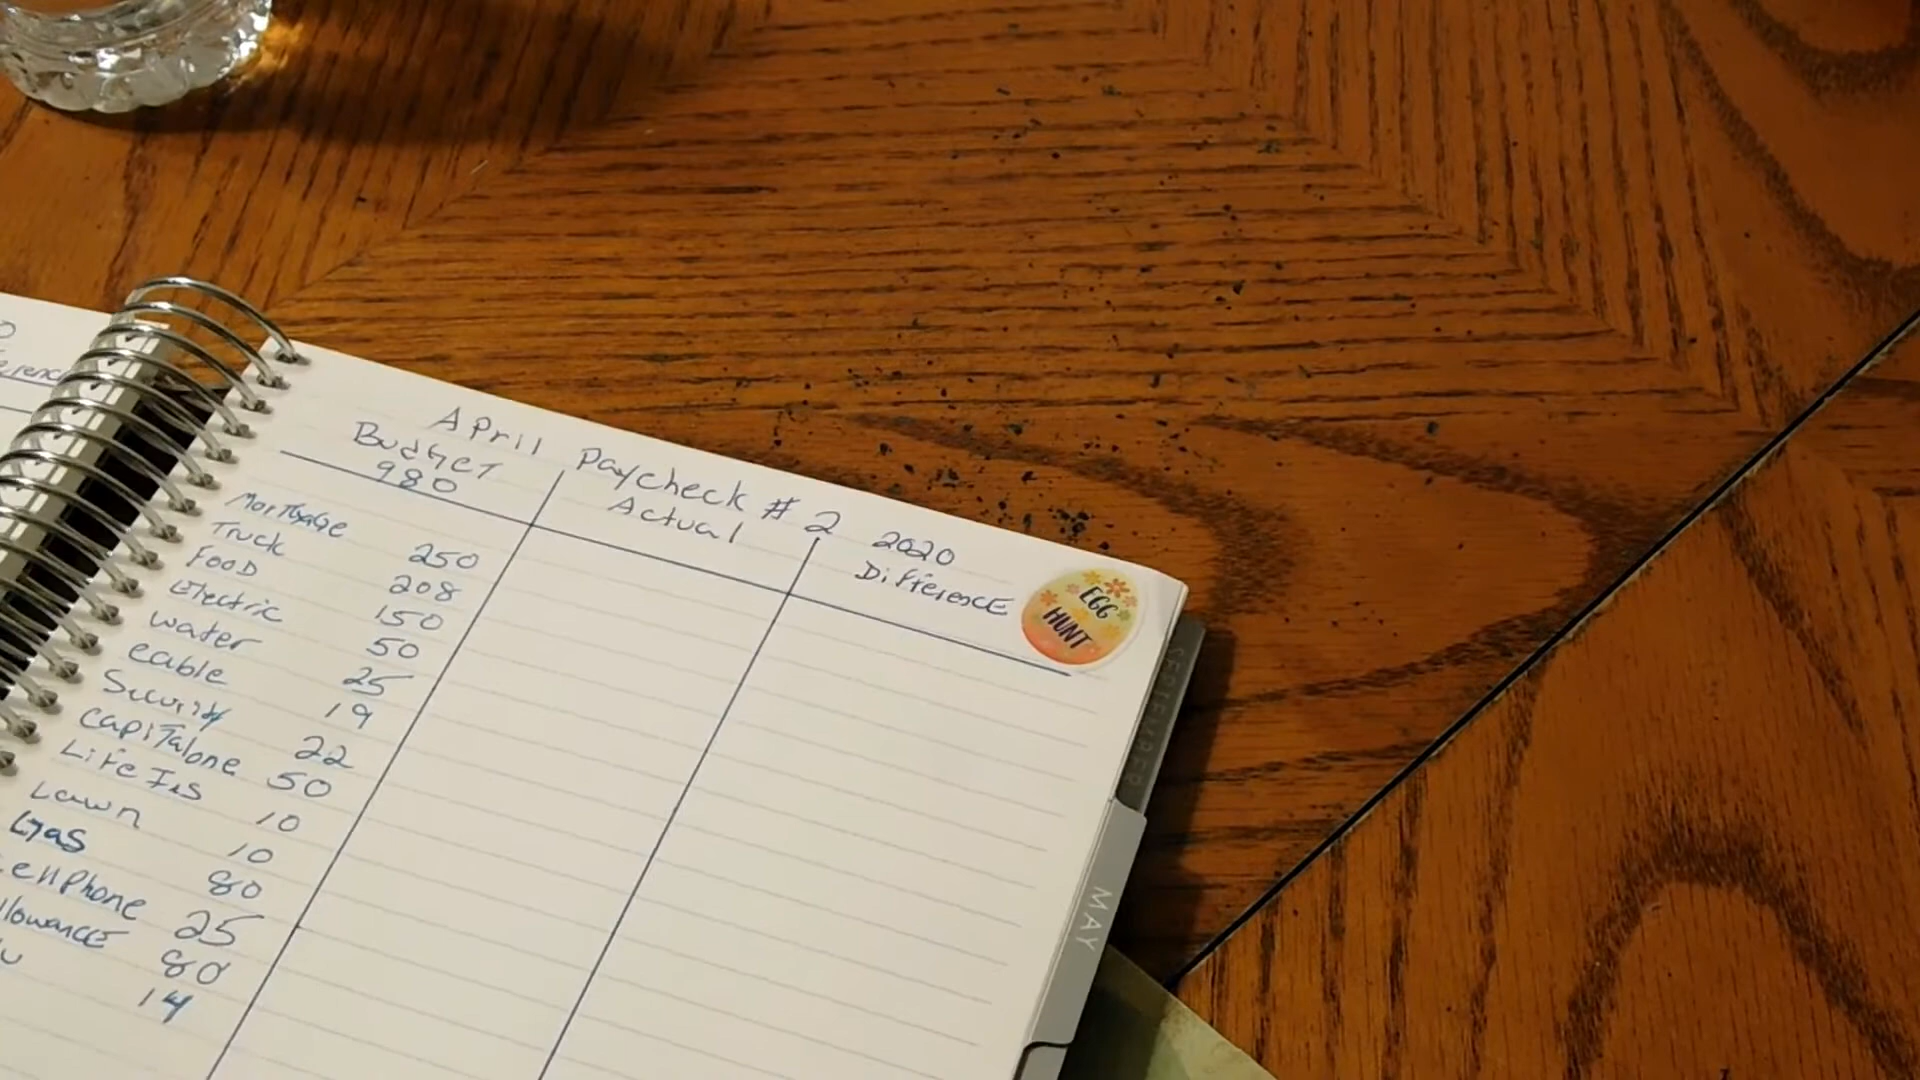 April Paycheck # 2 2020
Budget Actual Difference
980
EGG
HUNT
Mortgage 250
Truck 208
Food 150
Electric 50
water 25
cable 19
Security 22
Capitalone 50
Life Ins 10
Lawn 10
Gas 80
ellPhone 25
llowance 80
14
SEPTEMBER
MAY